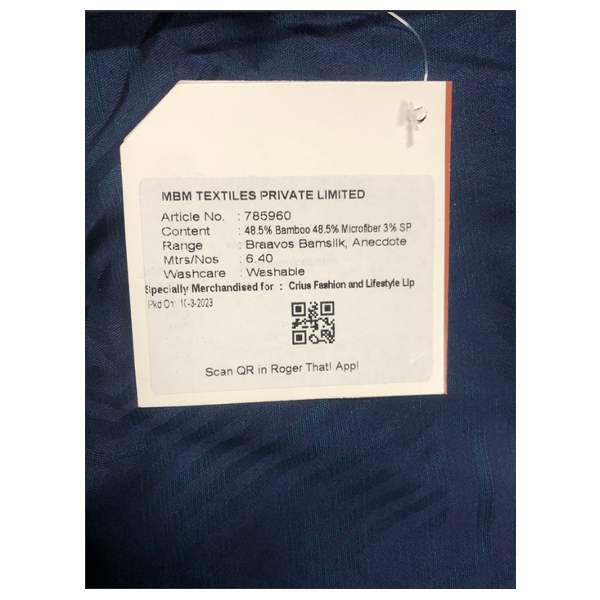 MBM TEXTILES PRIVATE LIMITED
Article No. : 785960
Content : 48.5% Bamboo 48.5% Microfiber 3% SP
Range : Braavos Bamsilk, Anecdote
Mtrs/Nos : 6.40
Washcare : Washable
Specially Merchandised for : Crius Fashion and Lifestyle Llp
Pkd On: 10-3-2023
Scan QR in Roger That! App!